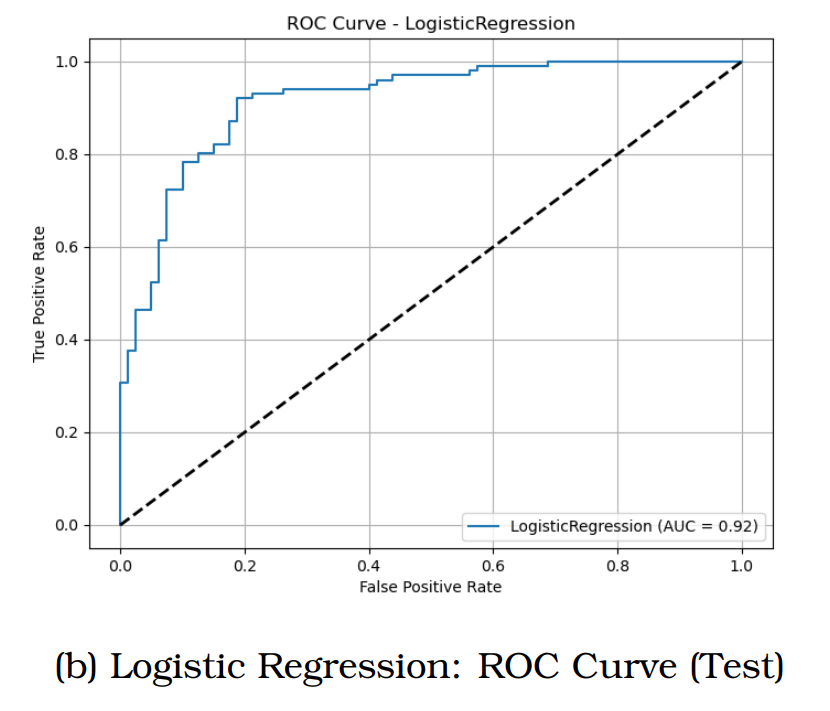 ROC Curve - LogisticRegression
1.0
0.8
0.6
0.4
0.2
0.0
True Positive Rate
LogisticRegression (AUC = 0.92)
0.0 0.2 0.4 0.6 0.8 1.0
False Positive Rate
(b) Logistic Regression: ROC Curve (Test)